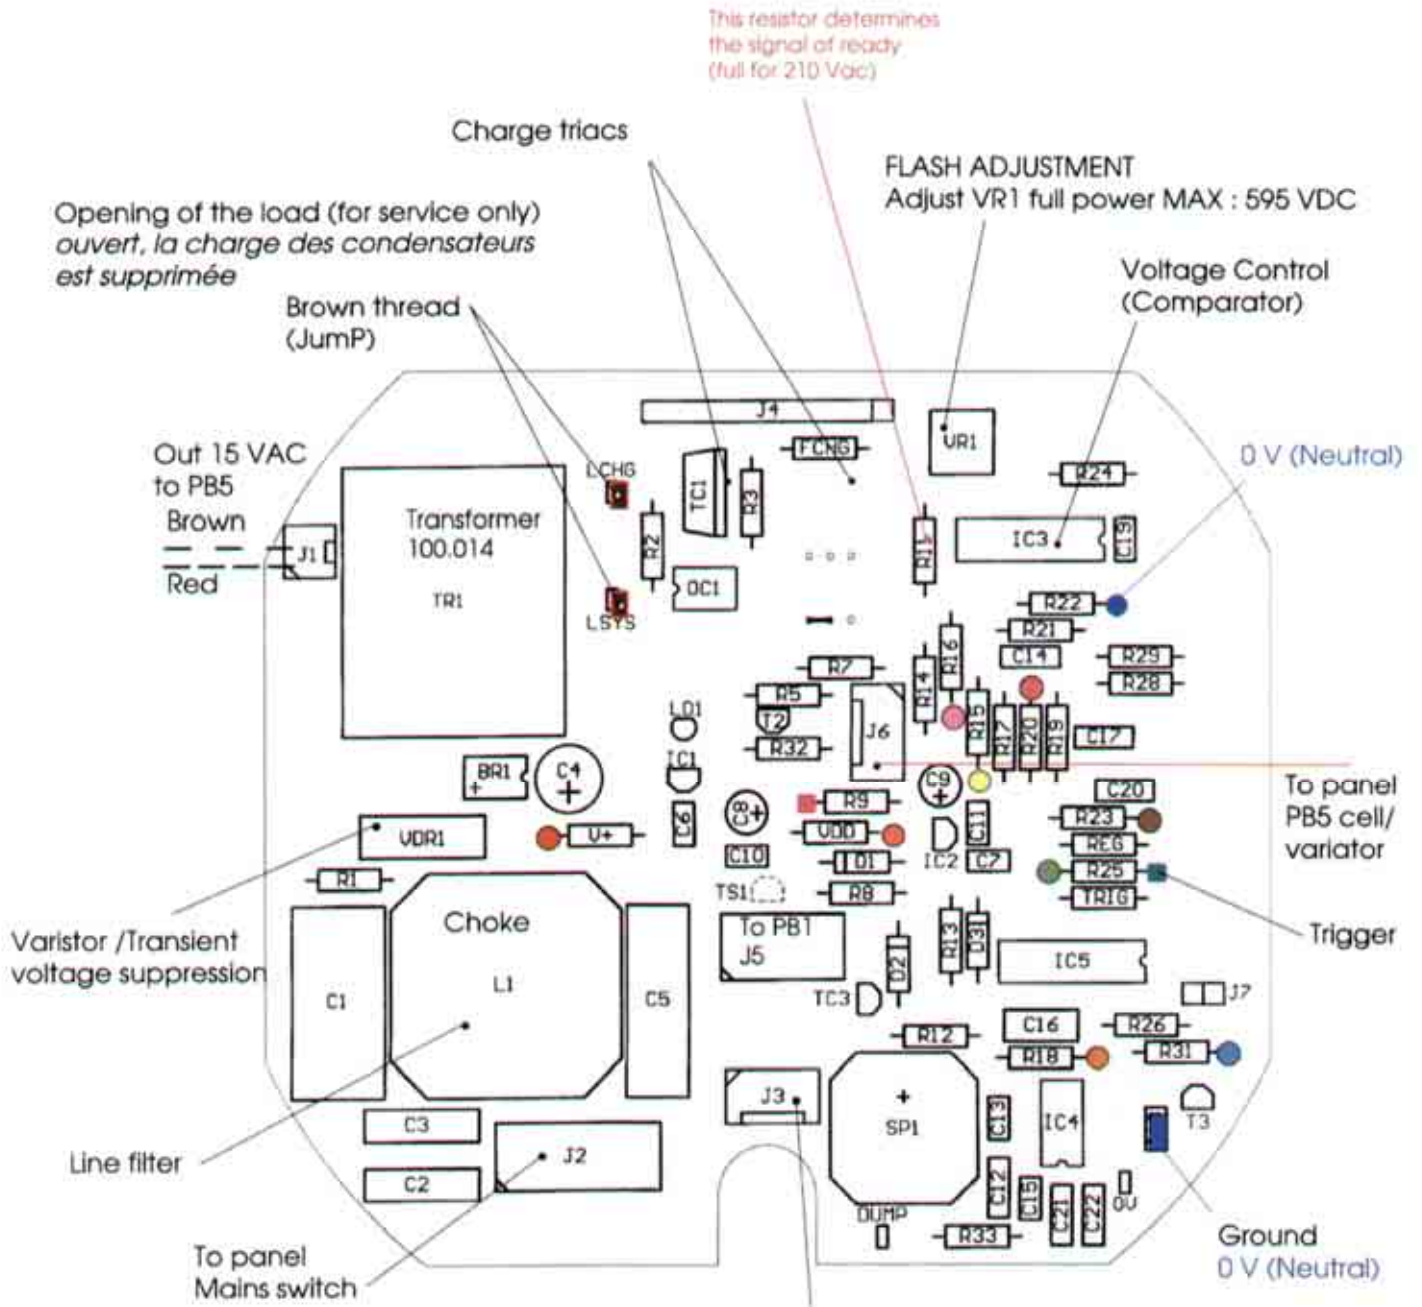 This resistor determines
the signal of ready
(full for 210 Vac)
Charge triacs
FLASH ADJUSTMENT
Adjust VR1 full power MAX : 595 VDC
Opening of the load (for service only)
ouvert, la charge des condensateurs
est supprimée
Voltage Control
(Comparator)
Brown thread
(JumP)
Out 15 VAC
to PB5
Brown
Red
0 V (Neutral)
J4
FCNG
VR1
R24
LCHG
TC1
R3
Transformer
100.014
TR1
J1
R2
R11
IC3
C19
OC1
LSYS
R22
R21
C14
R29
R28
R7
R16
R14
R5
T2
R32
J6
R15
R17
R20
R19
C17
LD1
IC1
BR1
+
C4
+
C9
+
C20
R9
R23
To panel
PB5 cell/
variator
VDR1
V+
C6
C8
+
VDD
IC2
C11
REG
R1
C10
D1
C7
R25
TS1
R8
TRIG
Choke
L1
To PB1
J5
Trigger
Varistor /Transient
voltage suppression
C1
C5
D2
R13
D3
IC5
TC3
J7
R12
C16
R26
R18
R31
J3
+
SP1
C13
IC4
T3
C3
J2
C2
Line filter
C12
C15
C21
C22
0V
DUMP
R33
To panel
Mains switch
Ground
0 V (Neutral)